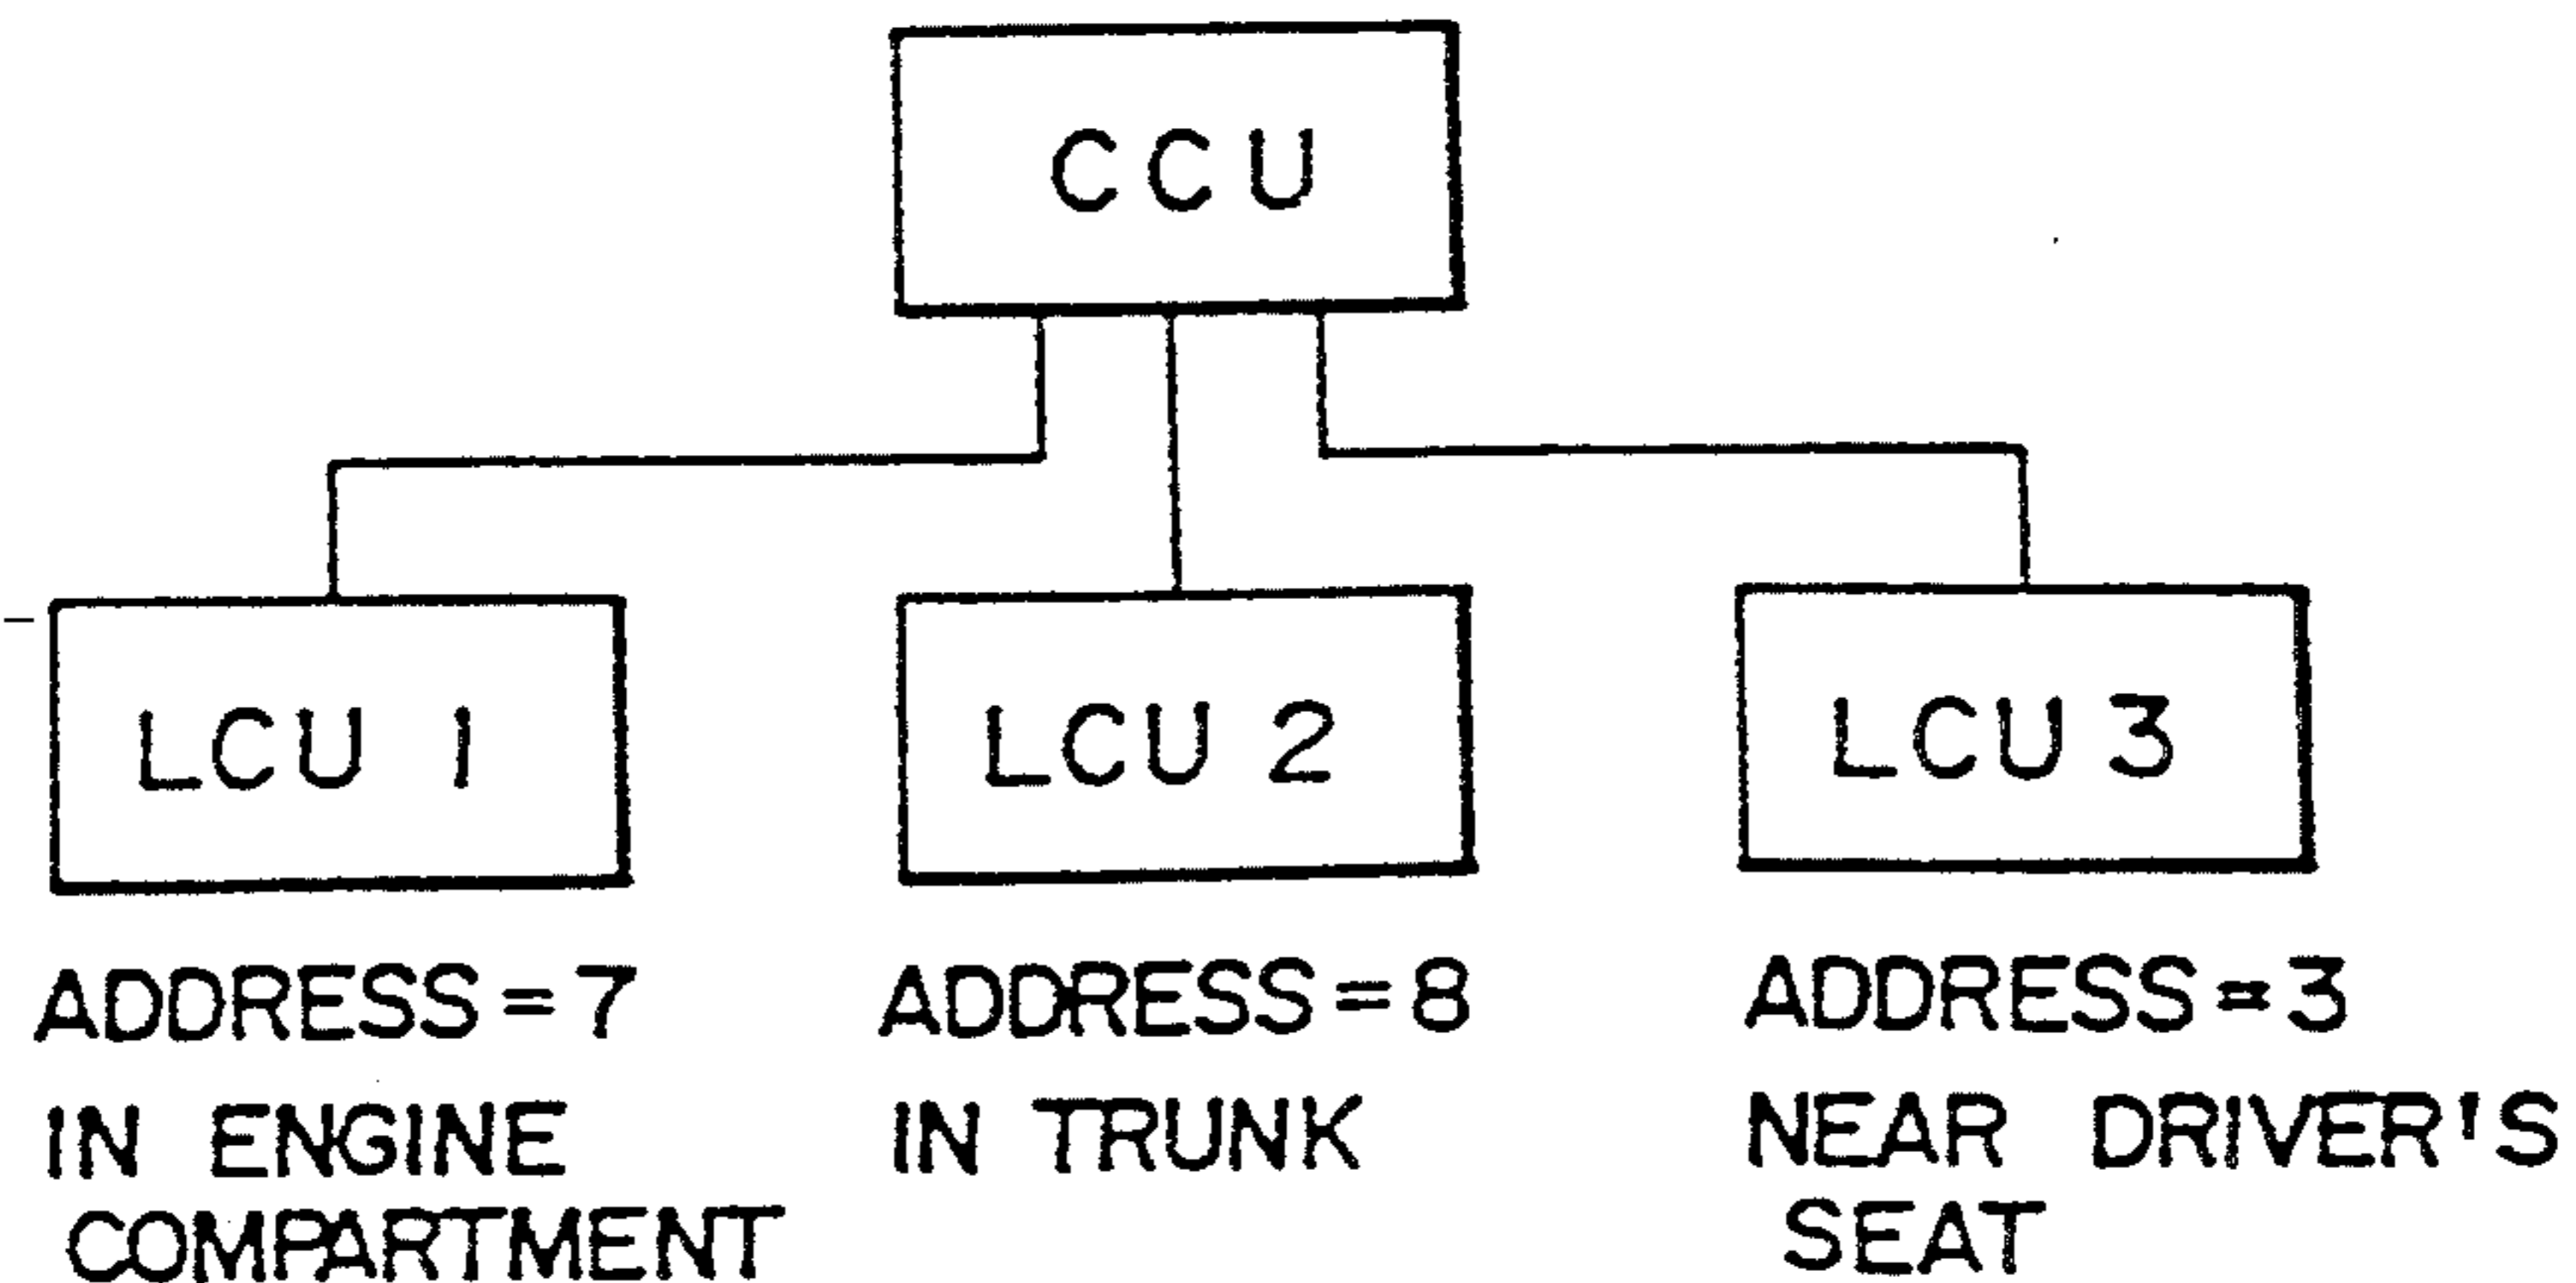 CCU
LCU 1
LCU 2
LCU 3
ADDRESS=7
IN ENGINE
COMPARTMENT
ADDRESS=8
IN TRUNK
ADDRESS=3
NEAR DRIVER'S
SEAT